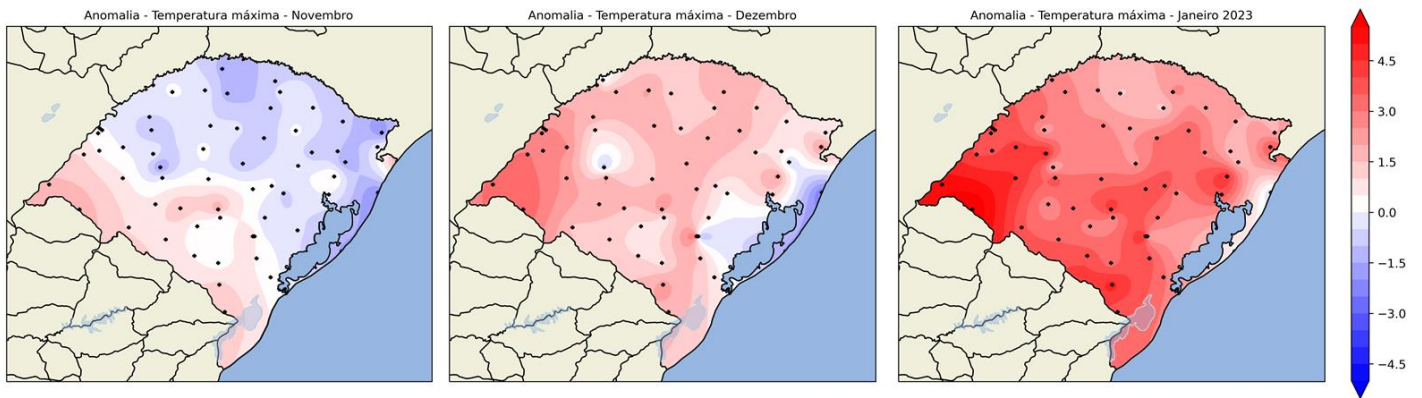 Anomalia - Temperatura máxima - Novembro
Anomalia - Temperatura máxima - Dezembro
Anomalia - Temperatura máxima - Janeiro 2023
4.5
3.0
1.5
0.0
−1.5
−3.0
−4.5